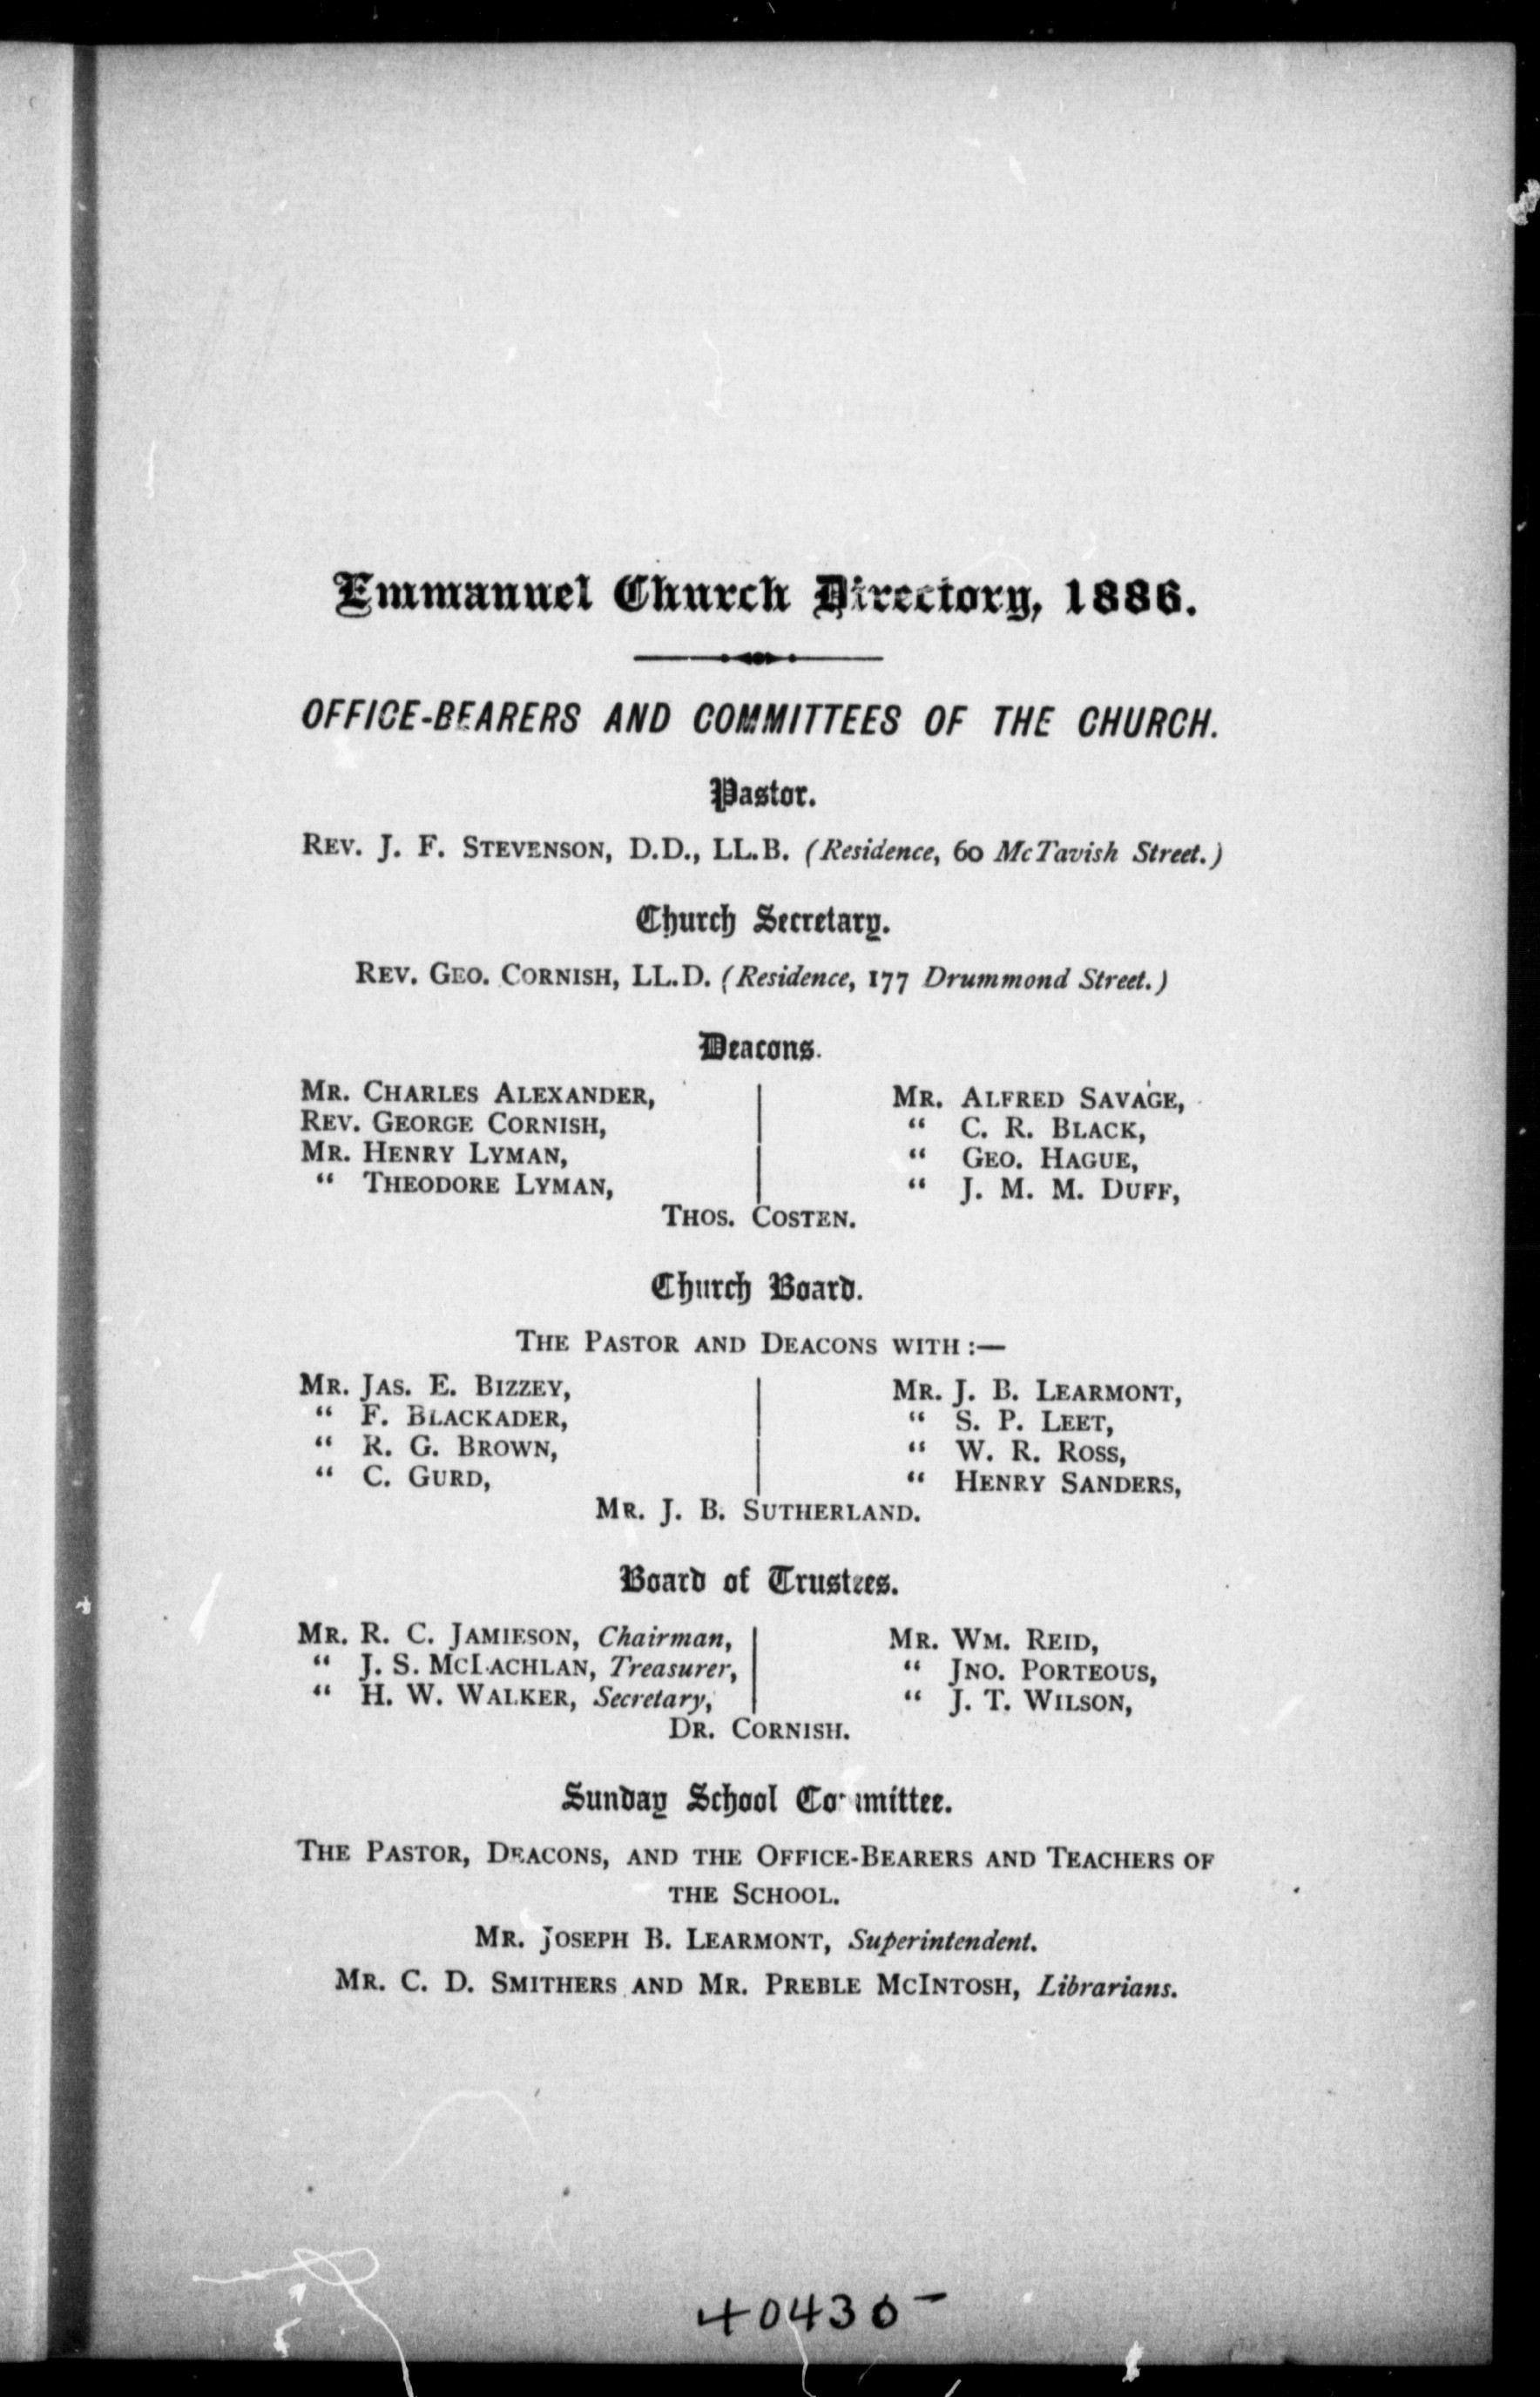 Emmanuel Church Directory, 1886.
OFFICE-BEARERS AND COMMITTEES OF THE CHURCH.
Pastor.
REV. J. F. STEVENSON, D.D., LL.B. (Residence, 60 McTavish Street.)
Church Secretary.
REV. GEO. CORNISH, LL.D. (Residence, 177 Drummond Street.)
Deacons.
MR. CHARLES ALEXANDER,
REV. GEORGE CORNISH,
MR. HENRY LYMAN,
“ THEODORE LYMAN,
MR. ALFRED SAVAGE,
“ C. R. BLACK,
“ GEO. HAGUE,
“ J. M. M. DUFF,
THOS. COSTEN.
Church Board.
THE PASTOR AND DEACONS WITH :—
MR. JAS. E. BIZZEY,
“ F. BLACKADER,
“ R. G. BROWN,
“ C. GURD,
MR. J. B. LEARMONT,
“ S. P. LEET,
“ W. R. ROSS,
“ HENRY SANDERS,
MR. J. B. SUTHERLAND.
Board of Trustees.
MR. R. C. JAMIESON, Chairman,
“ J. S. MCLACHLAN, Treasurer,
“ H. W. WALKER, Secretary,
MR. WM. REID,
“ JNO. PORTEOUS,
“ J. T. WILSON,
DR. CORNISH.
Sunday School Committee.
THE PASTOR, DEACONS, AND THE OFFICE-BEARERS AND TEACHERS OF
THE SCHOOL.
MR. JOSEPH B. LEARMONT, Superintendent.
MR. C. D. SMITHERS AND MR. PREBLE MCINTOSH, Librarians.